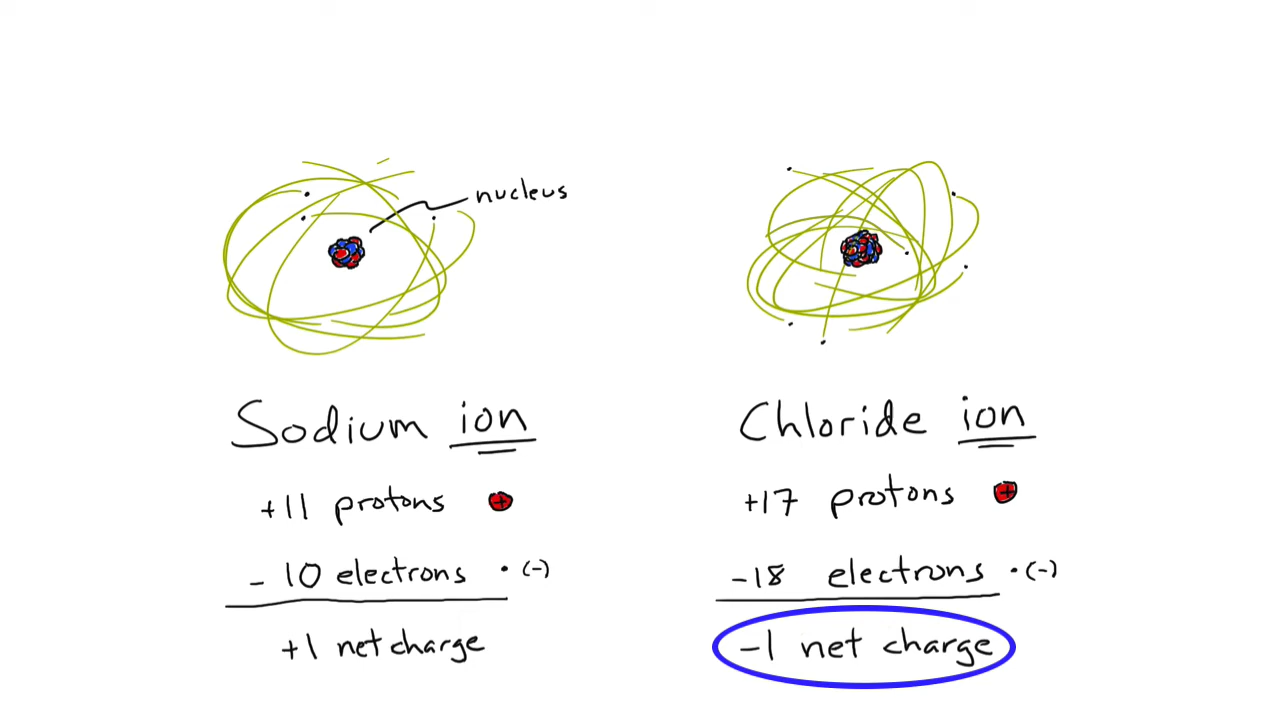 nucleus
Sodium ion
+11 protons +
- 10 electrons • (-)
+1 net charge
Chloride ion
+17 protons +
-18 electrons • (-)
-1 net charge